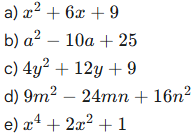 a) x² + 6x + 9
b) a² − 10a + 25
c) 4y² + 12y + 9
d) 9m² − 24mn + 16n²
e) x⁴ + 2x² + 1